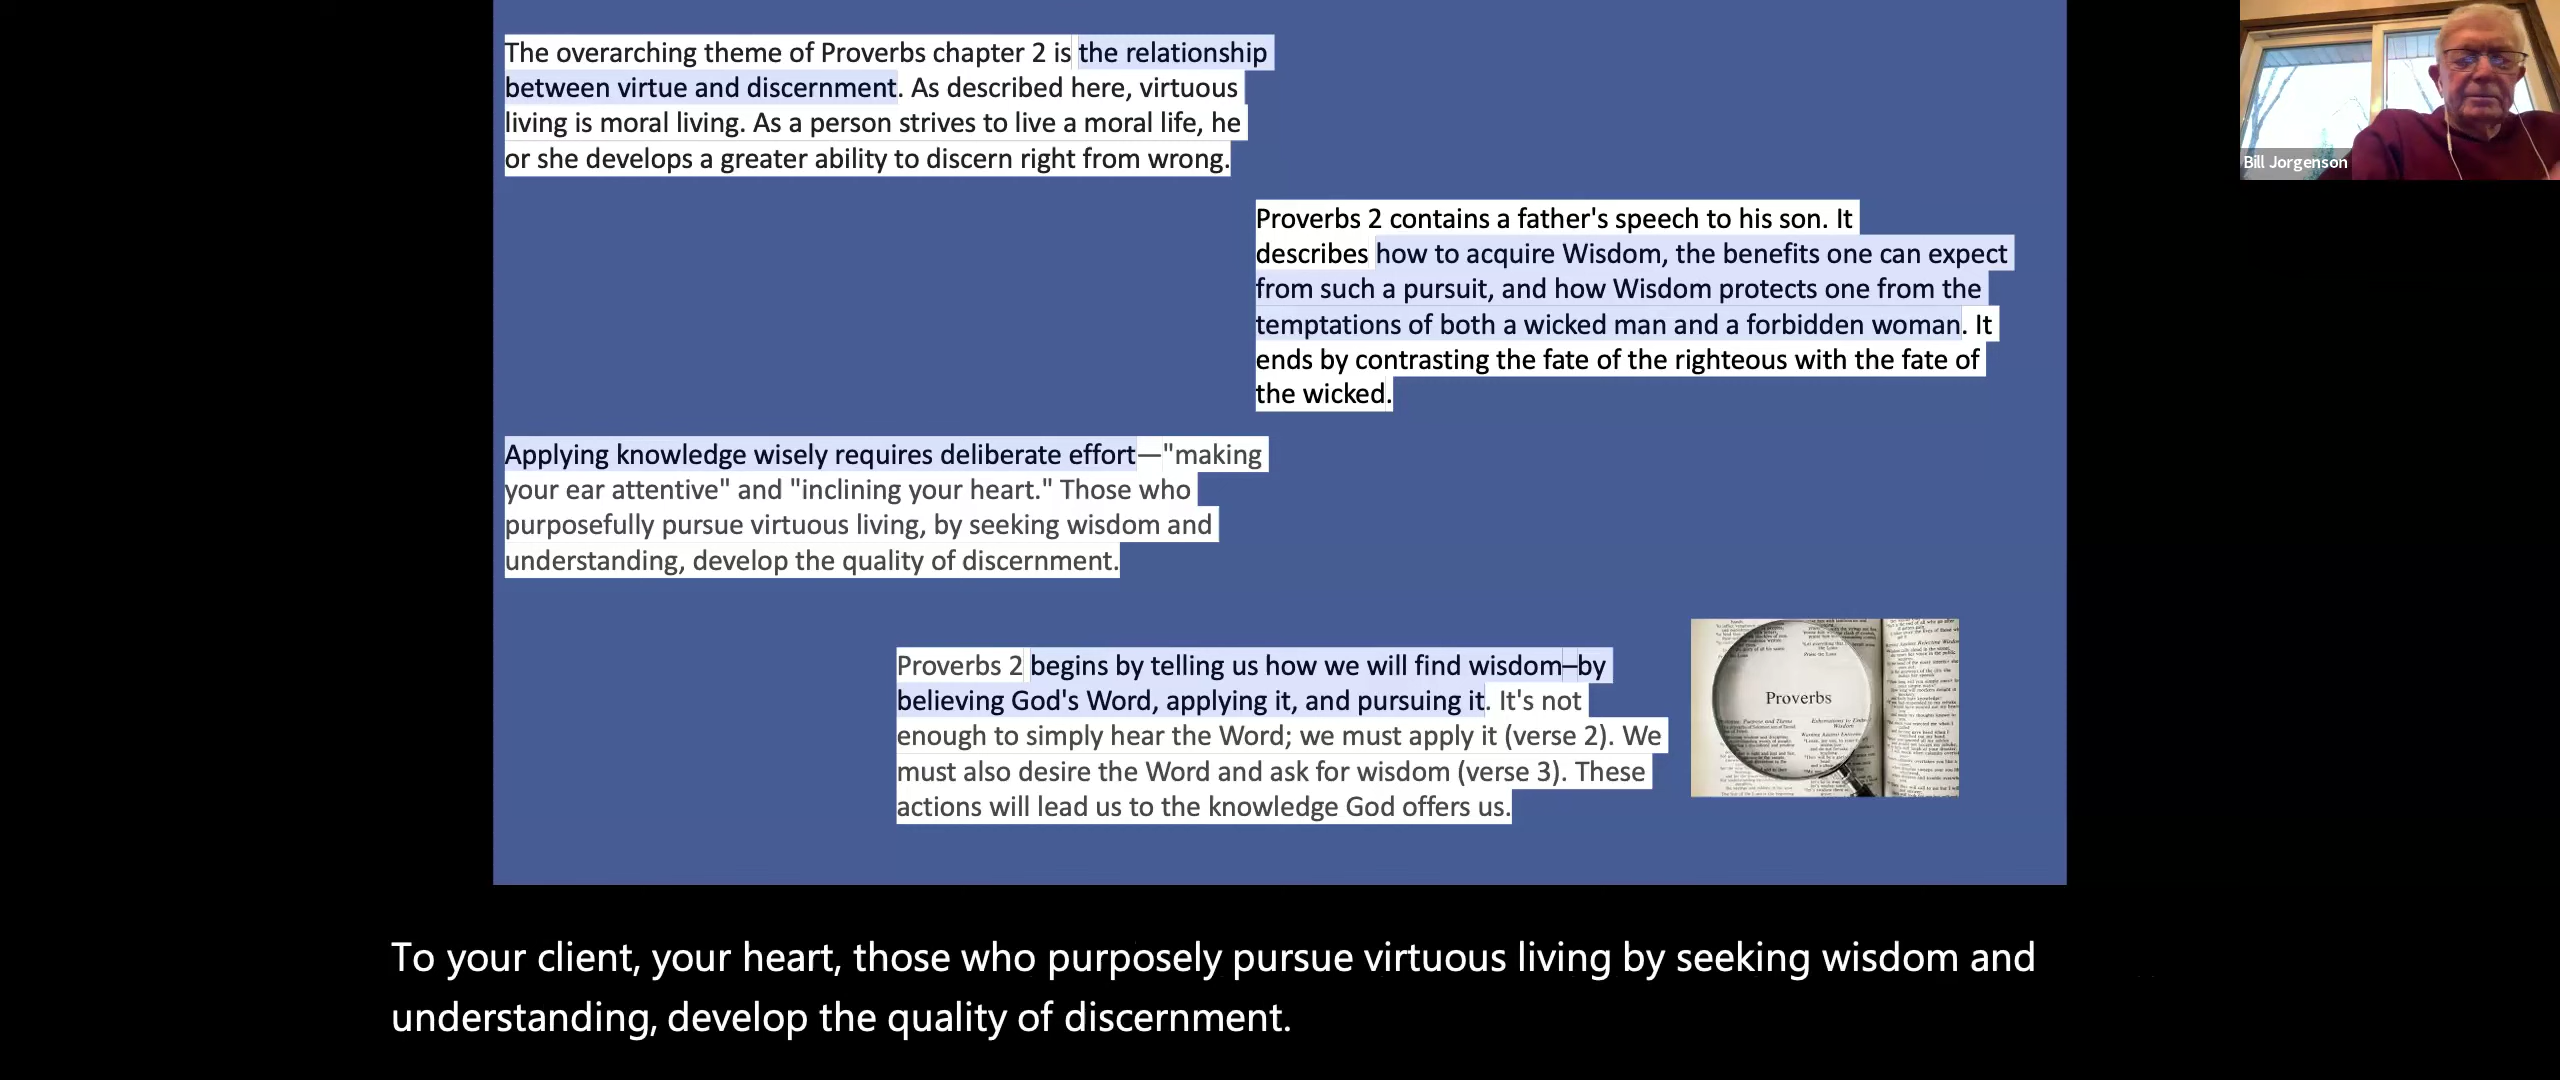 The overarching theme of Proverbs chapter 2 is the relationship
between virtue and discernment. As described here, virtuous
living is moral living. As a person strives to live a moral life, he
or she develops a greater ability to discern right from wrong.
Bill Jorgenson
Proverbs 2 contains a father's speech to his son. It
describes how to acquire Wisdom, the benefits one can expect
from such a pursuit, and how Wisdom protects one from the
temptations of both a wicked man and a forbidden woman. It
ends by contrasting the fate of the righteous with the fate of
the wicked.
Applying knowledge wisely requires deliberate effort—"making
your ear attentive" and "inclining your heart." Those who
purposefully pursue virtuous living, by seeking wisdom and
understanding, develop the quality of discernment.
Proverbs 2 begins by telling us how we will find wisdom–by
believing God's Word, applying it, and pursuing it. It's not
enough to simply hear the Word; we must apply it (verse 2). We
must also desire the Word and ask for wisdom (verse 3). These
actions will lead us to the knowledge God offers us.
Proverbs
To your client, your heart, those who purposely pursue virtuous living by seeking wisdom and
understanding, develop the quality of discernment.